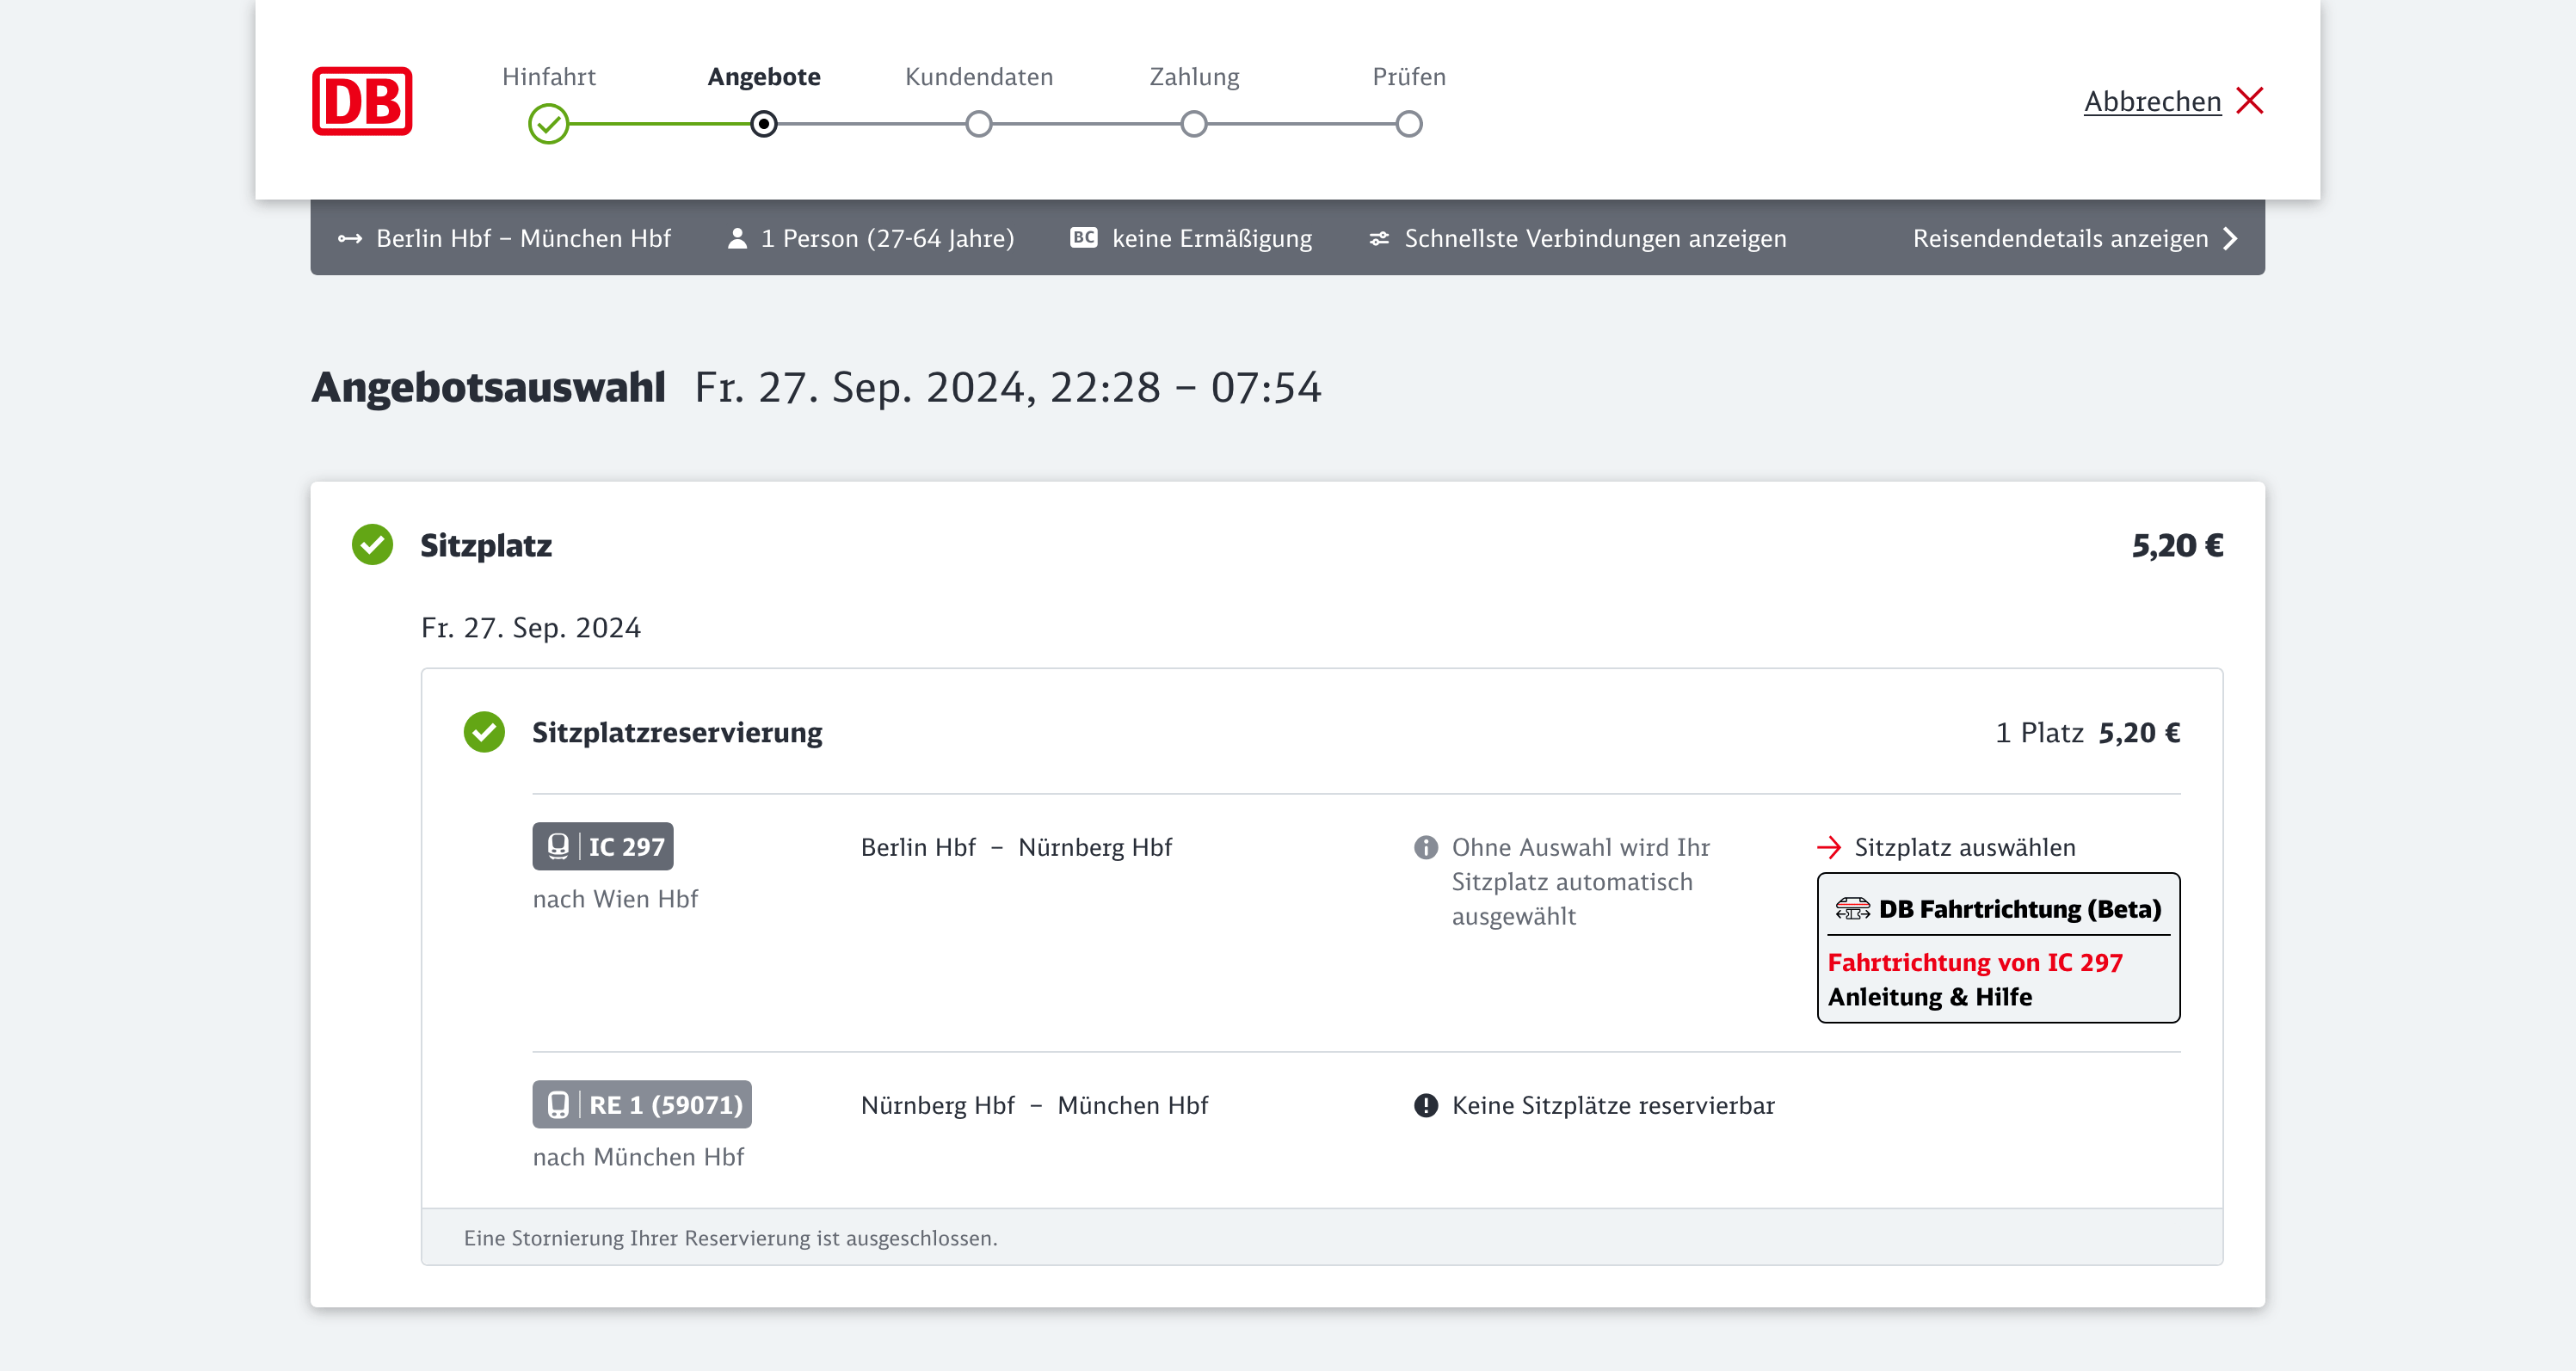 DB
Hinfahrt
Angebote
Kundendaten
Zahlung
Prüfen
Abbrechen
Berlin Hbf – München Hbf
1 Person (27-64 Jahre)
BC keine Ermäßigung
Schnellste Verbindungen anzeigen
Reisendendetails anzeigen
Angebotsauswahl Fr. 27. Sep. 2024, 22:28 – 07:54
Sitzplatz
5,20 €
Fr. 27. Sep. 2024
Sitzplatzreservierung
1 Platz 5,20 €
IC 297
nach Wien Hbf
Berlin Hbf – Nürnberg Hbf
Ohne Auswahl wird Ihr
Sitzplatz automatisch
ausgewählt
Sitzplatz auswählen
DB Fahrtrichtung (Beta)
Fahrtrichtung von IC 297
Anleitung & Hilfe
RE 1 (59071)
nach München Hbf
Nürnberg Hbf – München Hbf
Keine Sitzplätze reservierbar
Eine Stornierung Ihrer Reservierung ist ausgeschlossen.